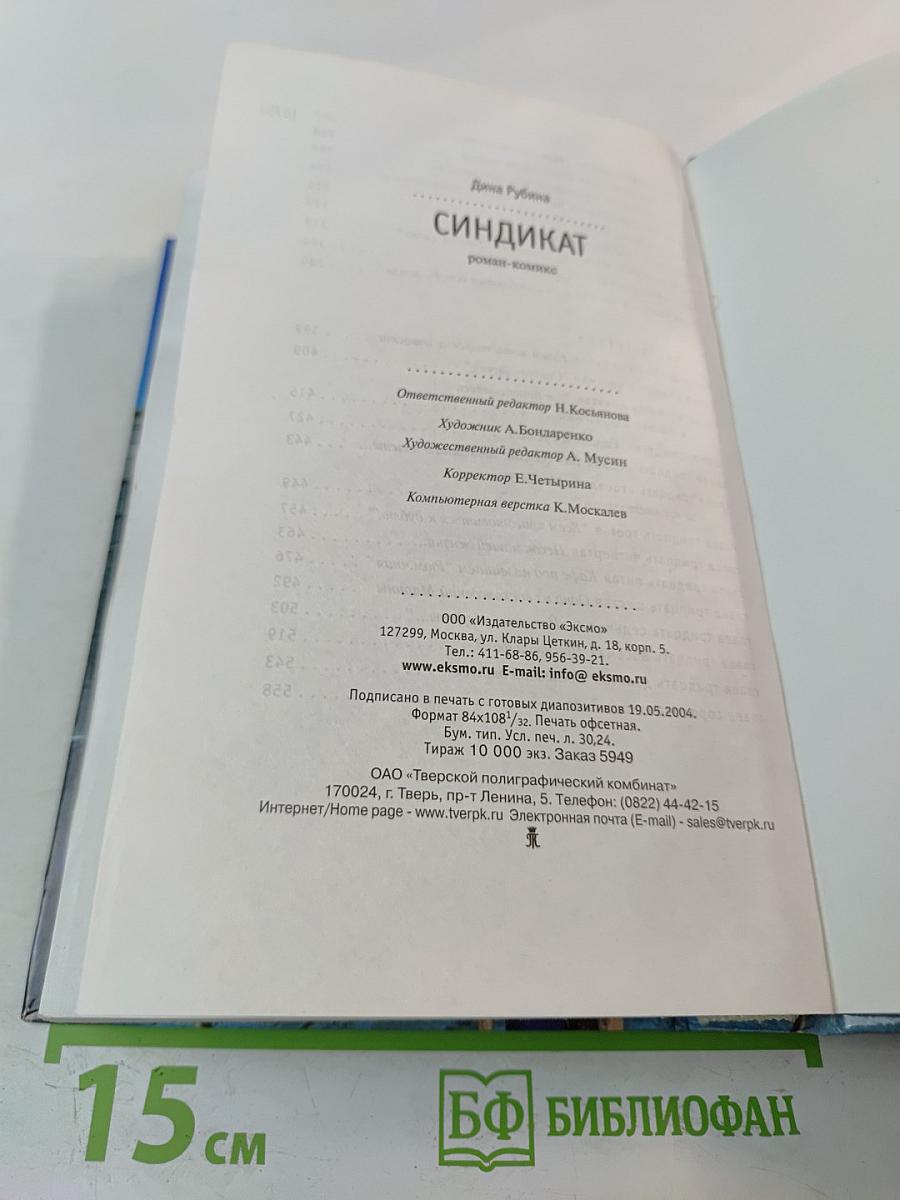 Дина Рубина
СИНДИКАТ
роман-комикс
Ответственный редактор Н.Косьянова
Художник А.Бондаренко
Художественный редактор А. Мусин
Корректор Е.Четырина
Компьютерная верстка К.Москалев
ООО «Издательство «Эксмо»
127299, Москва, ул. Клары Цеткин, д. 18, корп. 5.
Тел.: 411-68-86, 956-39-21.
www.eksmo.ru E-mail: info@ eksmo.ru
Подписано в печать с готовых диапозитивов 19.05.2004.
Формат 84x108 1/32. Печать офсетная.
Бум. тип. Усл. печ. л. 30,24.
Тираж 10 000 экз. Заказ 5949
ОАО «Тверской полиграфический комбинат»
170024, г. Тверь, пр-т Ленина, 5. Телефон: (0822) 44-42-15
Интернет/Home page - www.tverpk.ru Электронная почта (E-mail) - sales@tverpk.ru
15 см
БФ БИБЛИОФАН